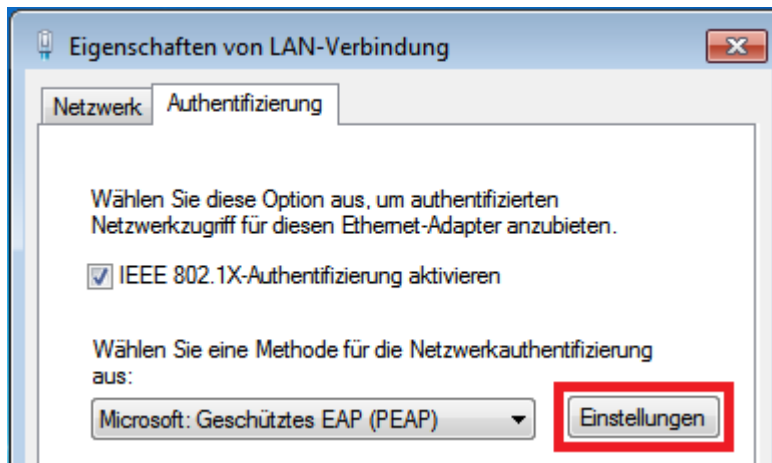 Eigenschaften von LAN-Verbindung
Netzwerk Authentifizierung
Wählen Sie diese Option aus, um authentifizierten
Netzwerkzugriff für diesen Ethernet-Adapter anzubieten.
IEEE 802.1X-Authentifizierung aktivieren
Wählen Sie eine Methode für die Netzwerkauthentifizierung
aus:
Microsoft: Geschütztes EAP (PEAP) Einstellungen